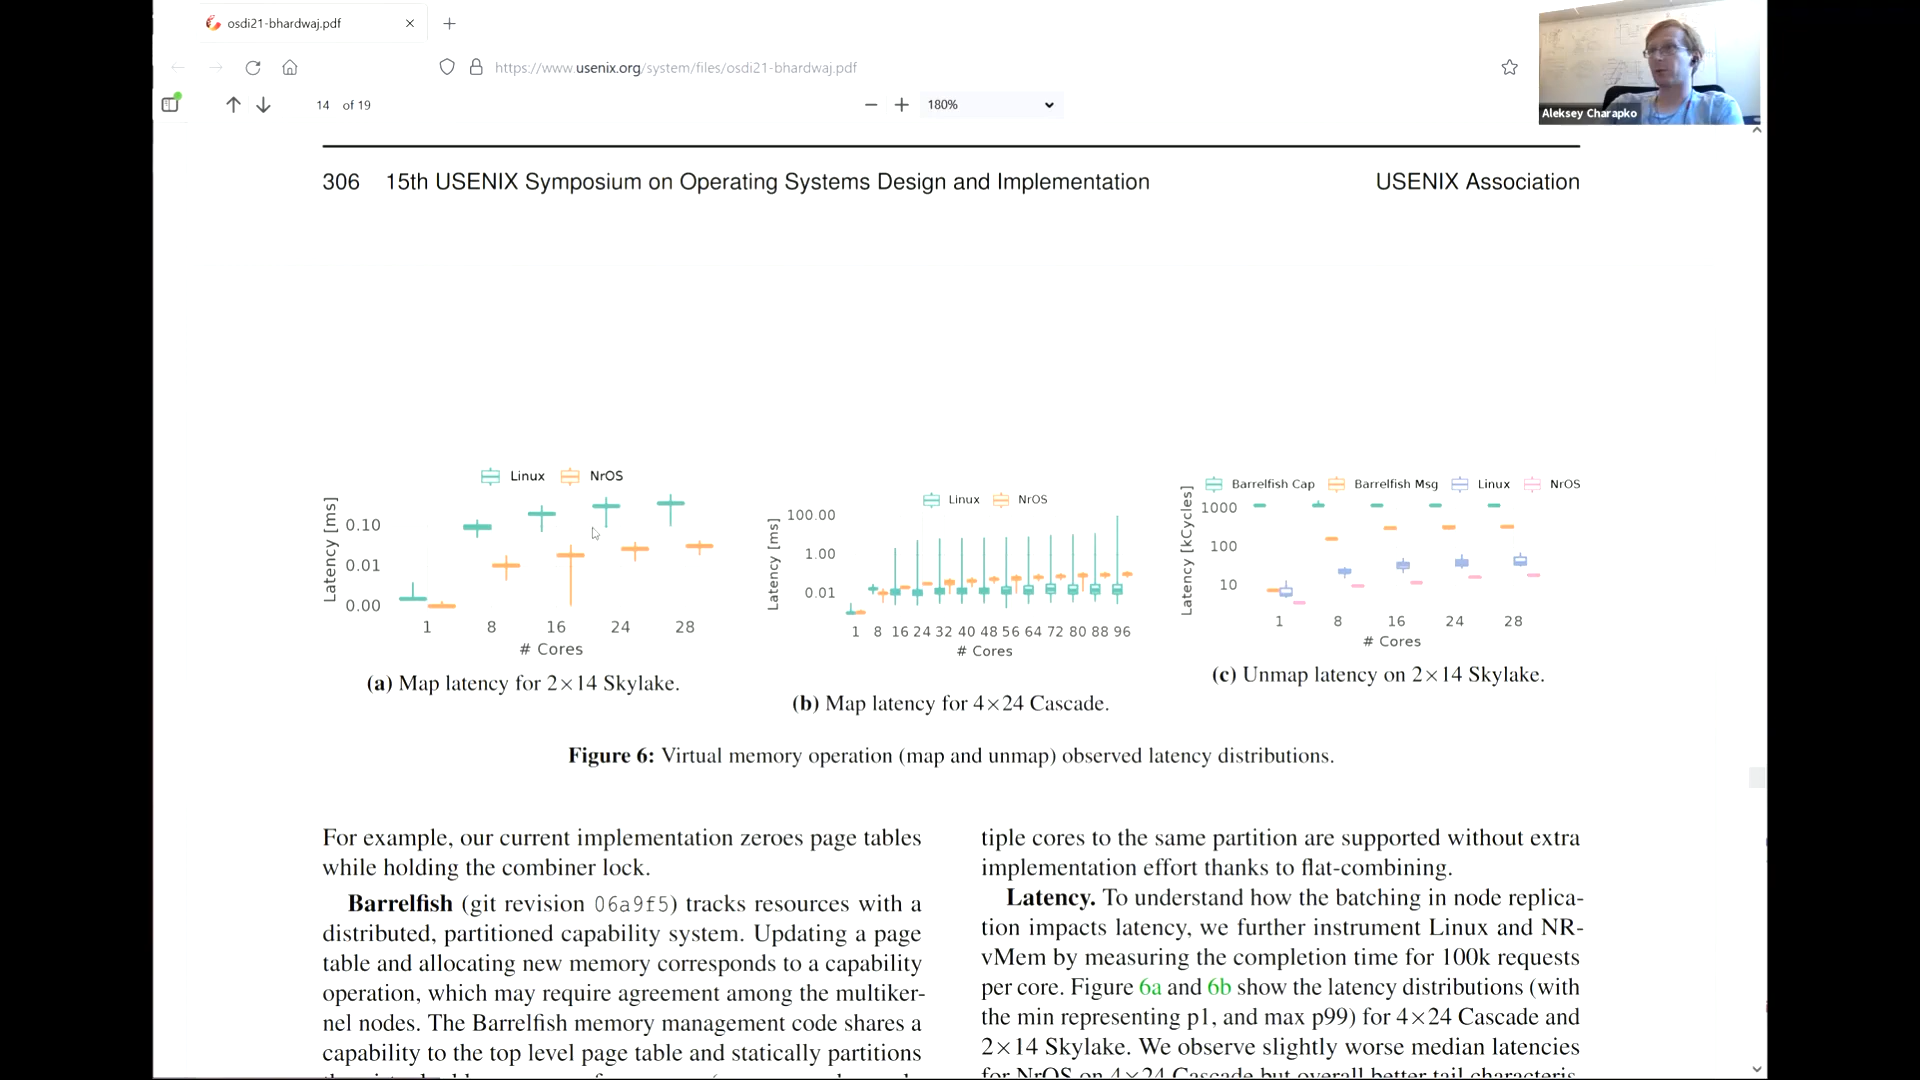 osdi21-bhardwaj.pdf
https://www.usenix.org/system/files/osdi21-bhardwaj.pdf
14 of 19
180%
Aleksey Charapko
306 15th USENIX Symposium on Operating Systems Design and Implementation USENIX Association
Linux NrOS
Latency [ms]
0.10
0.01
0.00
1 8 16 24 28
# Cores
(a) Map latency for 2×14 Skylake.
Linux NrOS
Latency [ms]
100.00
1.00
0.01
1 8 16 24 32 40 48 56 64 72 80 88 96
# Cores
(b) Map latency for 4×24 Cascade.
Barrelfish Cap Barrelfish Msg Linux NrOS
Latency [kCycles]
1000
100
10
1 8 16 24 28
# Cores
(c) Unmap latency on 2×14 Skylake.
Figure 6: Virtual memory operation (map and unmap) observed latency distributions.
For example, our current implementation zeroes page tables
while holding the combiner lock.
Barrelfish (git revision 06a9f5) tracks resources with a
distributed, partitioned capability system. Updating a page
table and allocating new memory corresponds to a capability
operation, which may require agreement among the multiker-
nel nodes. The Barrelfish memory management code shares a
capability to the top level page table and statically partitions
tiple cores to the same partition are supported without extra
implementation effort thanks to flat-combining.
Latency. To understand how the batching in node replica-
tion impacts latency, we further instrument Linux and NR-
vMem by measuring the completion time for 100k requests
per core. Figure 6a and 6b show the latency distributions (with
the min representing p1, and max p99) for 4×24 Cascade and
2×14 Skylake. We observe slightly worse median latencies
for NrOS on 4×24 Cascade but overall better tail characteris-